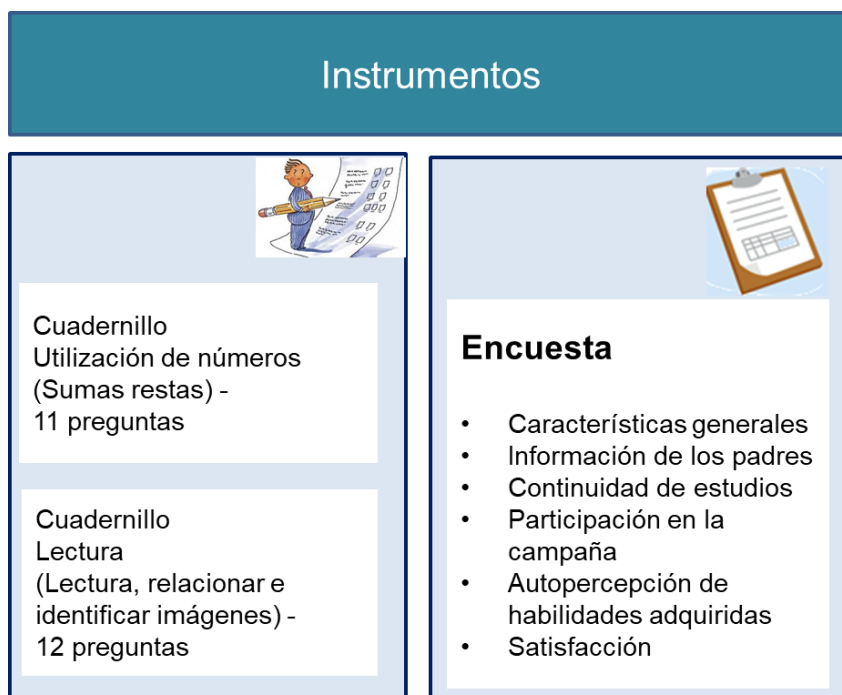 Instrumentos
Cuadernillo
Utilización de números
(Sumas restas) -
11 preguntas
Cuadernillo
Lectura
(Lectura, relacionar e
identificar imágenes) -
12 preguntas
Encuesta
• Características generales
• Información de los padres
• Continuidad de estudios
• Participación en la
campaña
• Autopercepción de
habilidades adquiridas
• Satisfacción